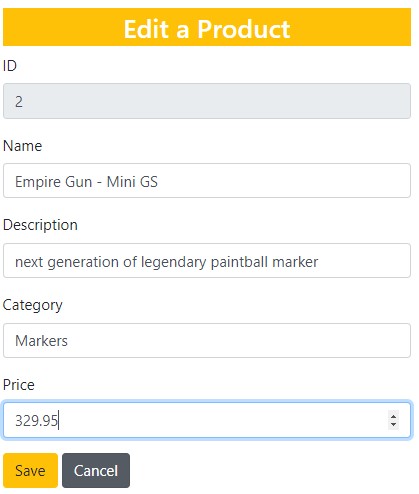 Edit a Product
ID
2
Name
Empire Gun - Mini GS
Description
next generation of legendary paintball marker
Category
Markers
Price
329.95
Save Cancel